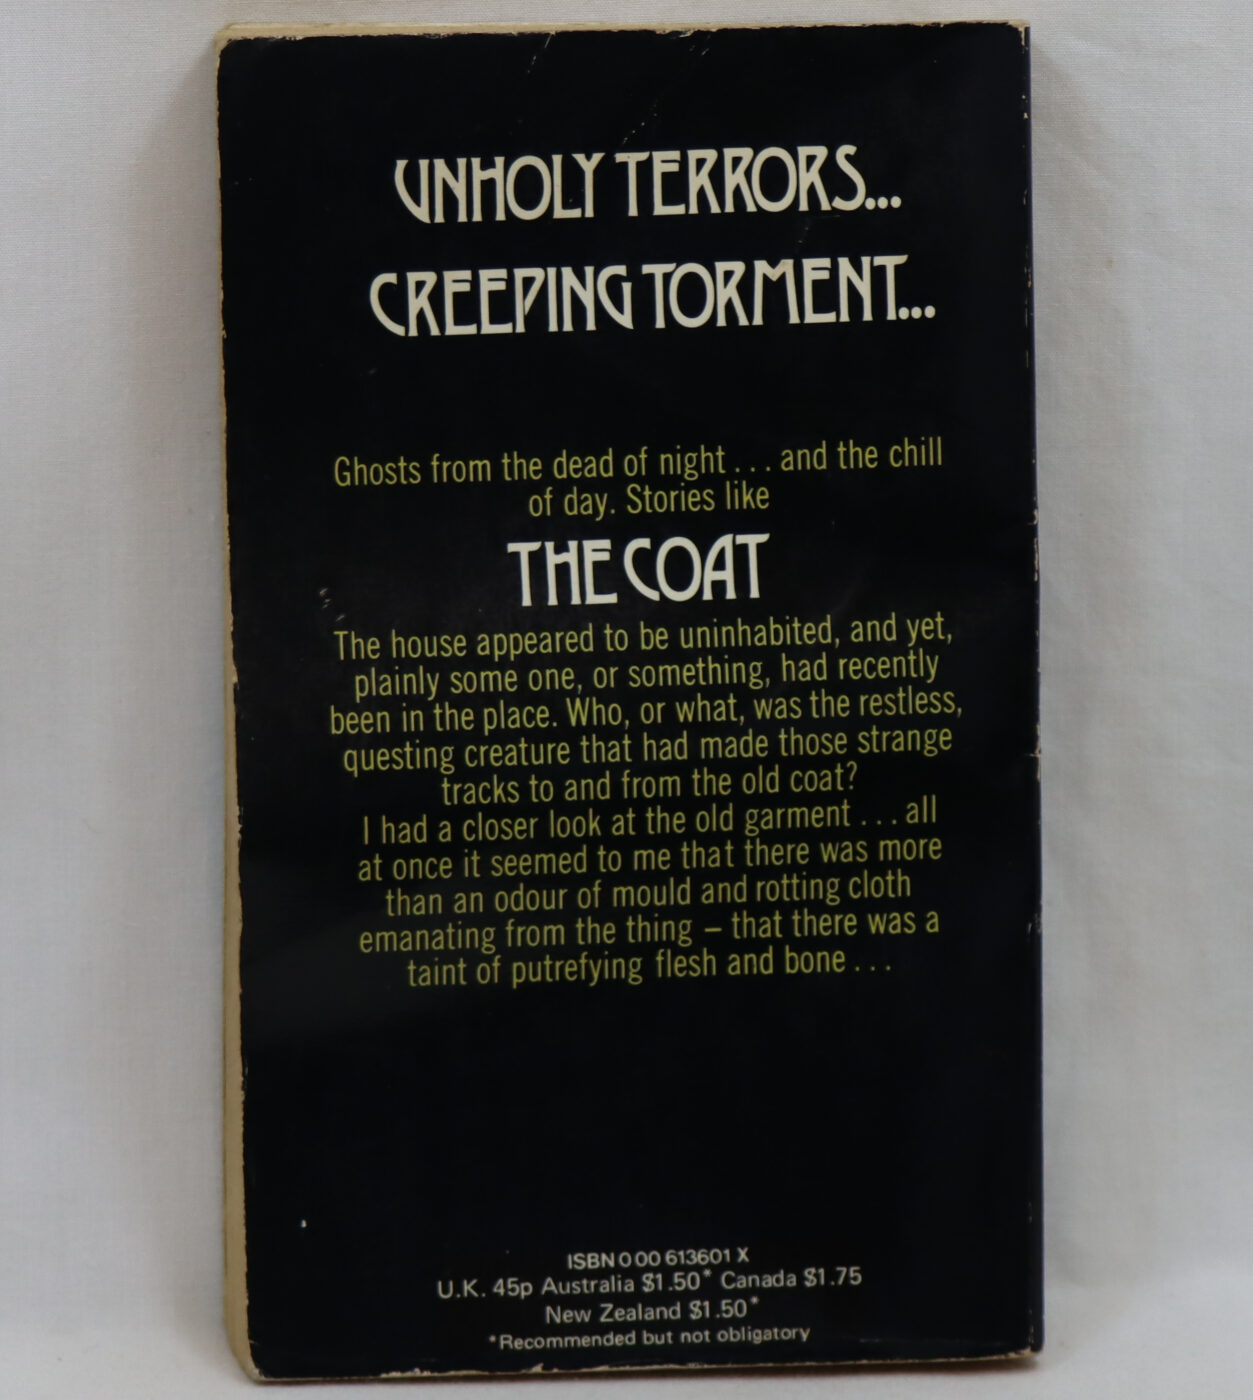 UNHOLY TERRORS...
CREEPING TORMENT...
Ghosts from the dead of night . . . and the chill
of day. Stories like
THE COAT
The house appeared to be uninhabited, and yet,
plainly some one, or something, had recently
been in the place. Who, or what, was the restless,
questing creature that had made those strange
tracks to and from the old coat?
I had a closer look at the old garment . . . all
at once it seemed to me that there was more
than an odour of mould and rotting cloth
emanating from the thing – that there was a
taint of putrefying flesh and bone . . .
ISBN 0 00 613601 X
U.K. 45p Australia $1.50* Canada $1.75
New Zealand $1.50*
*Recommended but not obligatory